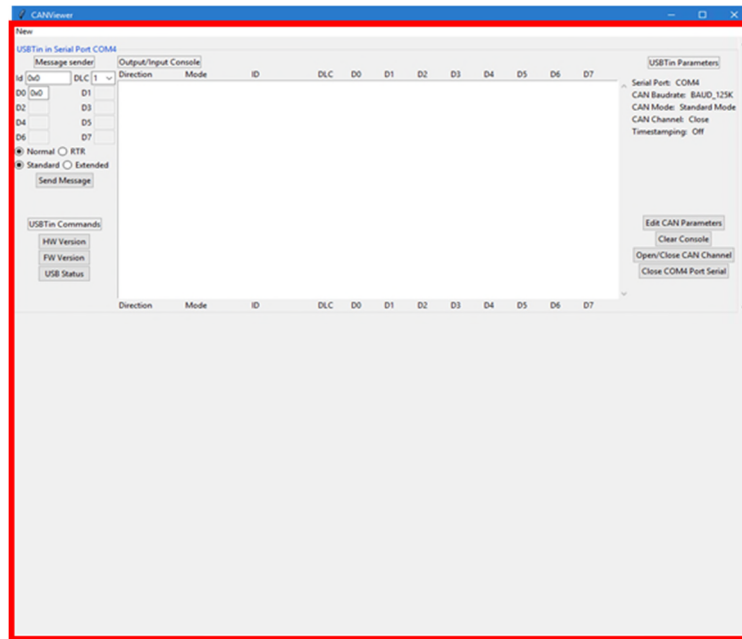 CANViewer
New
USBTin in Serial Port COM4
Message sender
Id 0x0 DLC 1
D0 0x0 D1
D2 D3
D4 D5
D6 D7
Normal RTR
Standard Extended
Send Message
USBTin Commands
HW Version
FW Version
USB Status
Output/Input Console
Direction Mode ID DLC D0 D1 D2 D3 D4 D5 D6 D7
Direction Mode ID DLC D0 D1 D2 D3 D4 D5 D6 D7
USBTin Parameters
Serial Port: COM4
CAN Baudrate: BAUD_125K
CAN Mode: Standard Mode
CAN Channel: Close
Timestamping: Off
Edit CAN Parameters
Clear Console
Open/Close CAN Channel
Close COM4 Port Serial